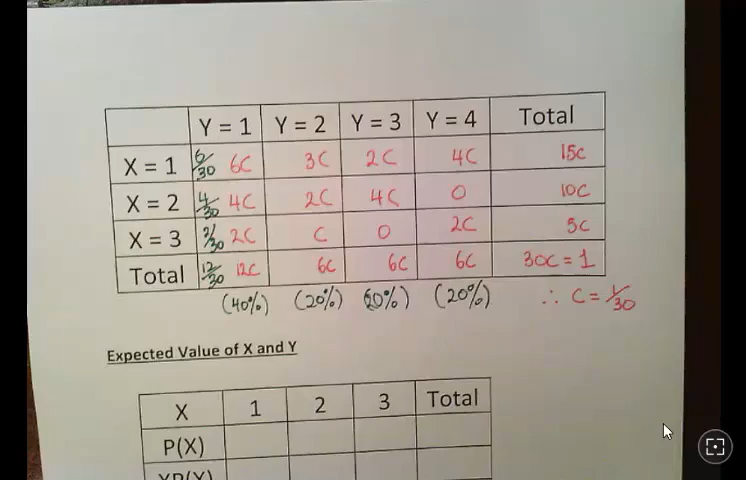 Y = 1 Y = 2 Y = 3 Y = 4 Total
X = 1 6/30 6C 3C 2C 4C 15C
X = 2 4/30 4C 2C 4C 0 10C
X = 3 2/30 2C C 0 2C 5C
Total 12/30 12C 6C 6C 6C 30C = 1
(40%) (20%) (20%) (20%) ∴ C = 1/30
Expected Value of X and Y
X 1 2 3 Total
P(X)
XP(X)